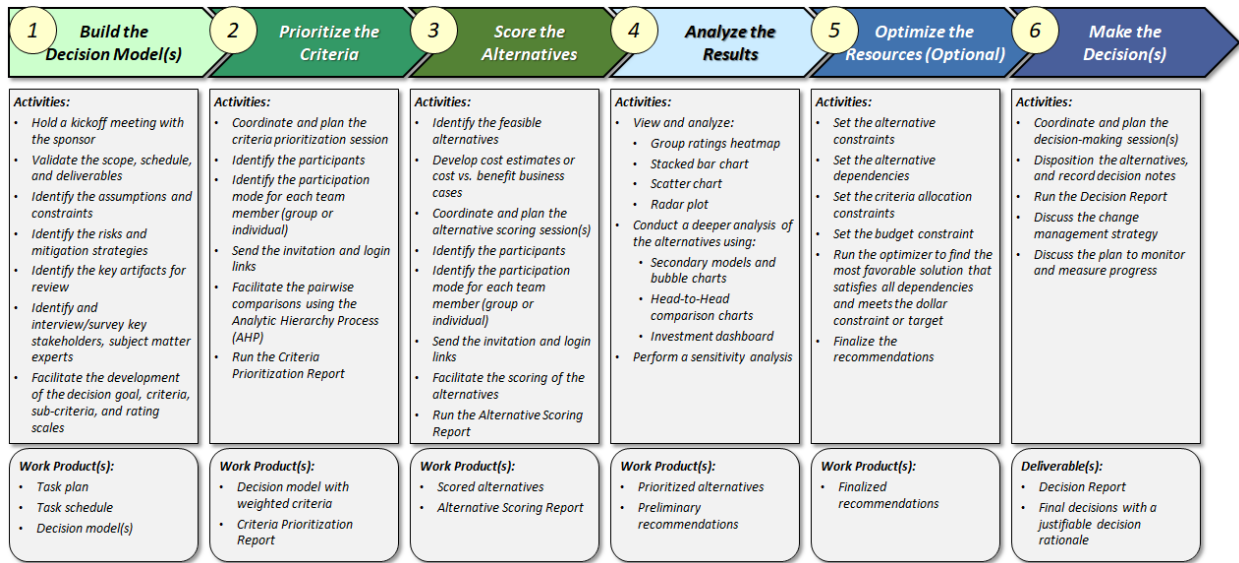 1
Build the
Decision Model(s)
2
Prioritize the
Criteria
3
Score the
Alternatives
4
Analyze the
Results
5
Optimize the
Resources (Optional)
6
Make the
Decision(s)
Activities:
• Hold a kickoff meeting with
the sponsor
• Validate the scope, schedule,
and deliverables
• Identify the assumptions and
constraints
• Identify the risks and
mitigation strategies
• Identify the key artifacts for
review
• Identify and
interview/survey key
stakeholders, subject matter
experts
• Facilitate the development
of the decision goal, criteria,
sub-criteria, and rating
scales
Activities:
• Coordinate and plan the
criteria prioritization session
• Identify the participants
• Identify the participation
mode for each team
member (group or
individual)
• Send the invitation and login
links
• Facilitate the pairwise
comparisons using the
Analytic Hierarchy Process
(AHP)
• Run the Criteria
Prioritization Report
Activities:
• Identify the feasible
alternatives
• Develop cost estimates or
cost vs. benefit business
cases
• Coordinate and plan the
alternative scoring session(s)
• Identify the participants
• Identify the participation
mode for each team
member (group or
individual)
• Send the invitation and login
links
• Facilitate the scoring of the
alternatives
• Run the Alternative Scoring
Report
Activities:
• View and analyze:
• Group ratings heatmap
• Stacked bar chart
• Scatter chart
• Radar plot
• Conduct a deeper analysis of
the alternatives using:
• Secondary models and
bubble charts
• Head-to-Head
comparison charts
• Investment dashboard
• Perform a sensitivity analysis
Activities:
• Set the alternative
constraints
• Set the alternative
dependencies
• Set the criteria allocation
constraints
• Set the budget constraint
• Run the optimizer to find the
most favorable solution that
satisfies all dependencies
and meets the dollar
constraint or target
• Finalize the
recommendations
Activities:
• Coordinate and plan the
decision-making session(s)
• Disposition the alternatives,
and record decision notes
• Run the Decision Report
• Discuss the change
management strategy
• Discuss the plan to monitor
and measure progress
Work Product(s):
• Task plan
• Task schedule
• Decision model(s)
Work Product(s):
• Decision model with
weighted criteria
• Criteria Prioritization
Report
Work Product(s):
• Scored alternatives
• Alternative Scoring Report
Work Product(s):
• Prioritized alternatives
• Preliminary
recommendations
Work Product(s):
• Finalized
recommendations
Deliverable(s):
• Decision Report
• Final decisions with a
justifiable decision
rationale